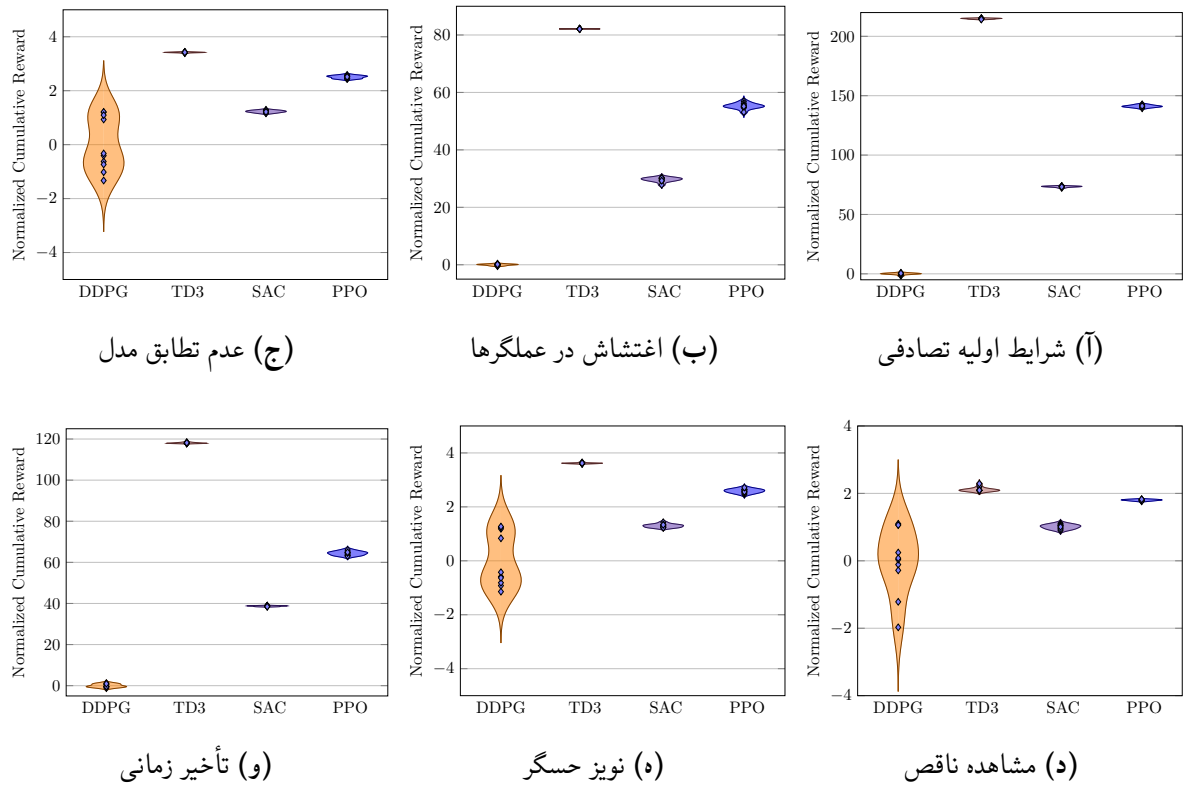 Normalized Cumulative Reward
200
150
100
50
0
DDPG TD3 SAC PPO
(آ) شرایط اولیه تصادفی
Normalized Cumulative Reward
80
60
40
20
0
DDPG TD3 SAC PPO
(ب) اغتشاش در عملگرها
Normalized Cumulative Reward
4
2
0
−2
−4
DDPG TD3 SAC PPO
(ج) عدم تطابق مدل
Normalized Cumulative Reward
4
2
0
−2
−4
DDPG TD3 SAC PPO
(د) مشاهده ناقص
Normalized Cumulative Reward
4
2
0
−2
−4
DDPG TD3 SAC PPO
(ه) نویز حسگر
Normalized Cumulative Reward
120
100
80
60
40
20
0
DDPG TD3 SAC PPO
(و) تأخیر زمانی